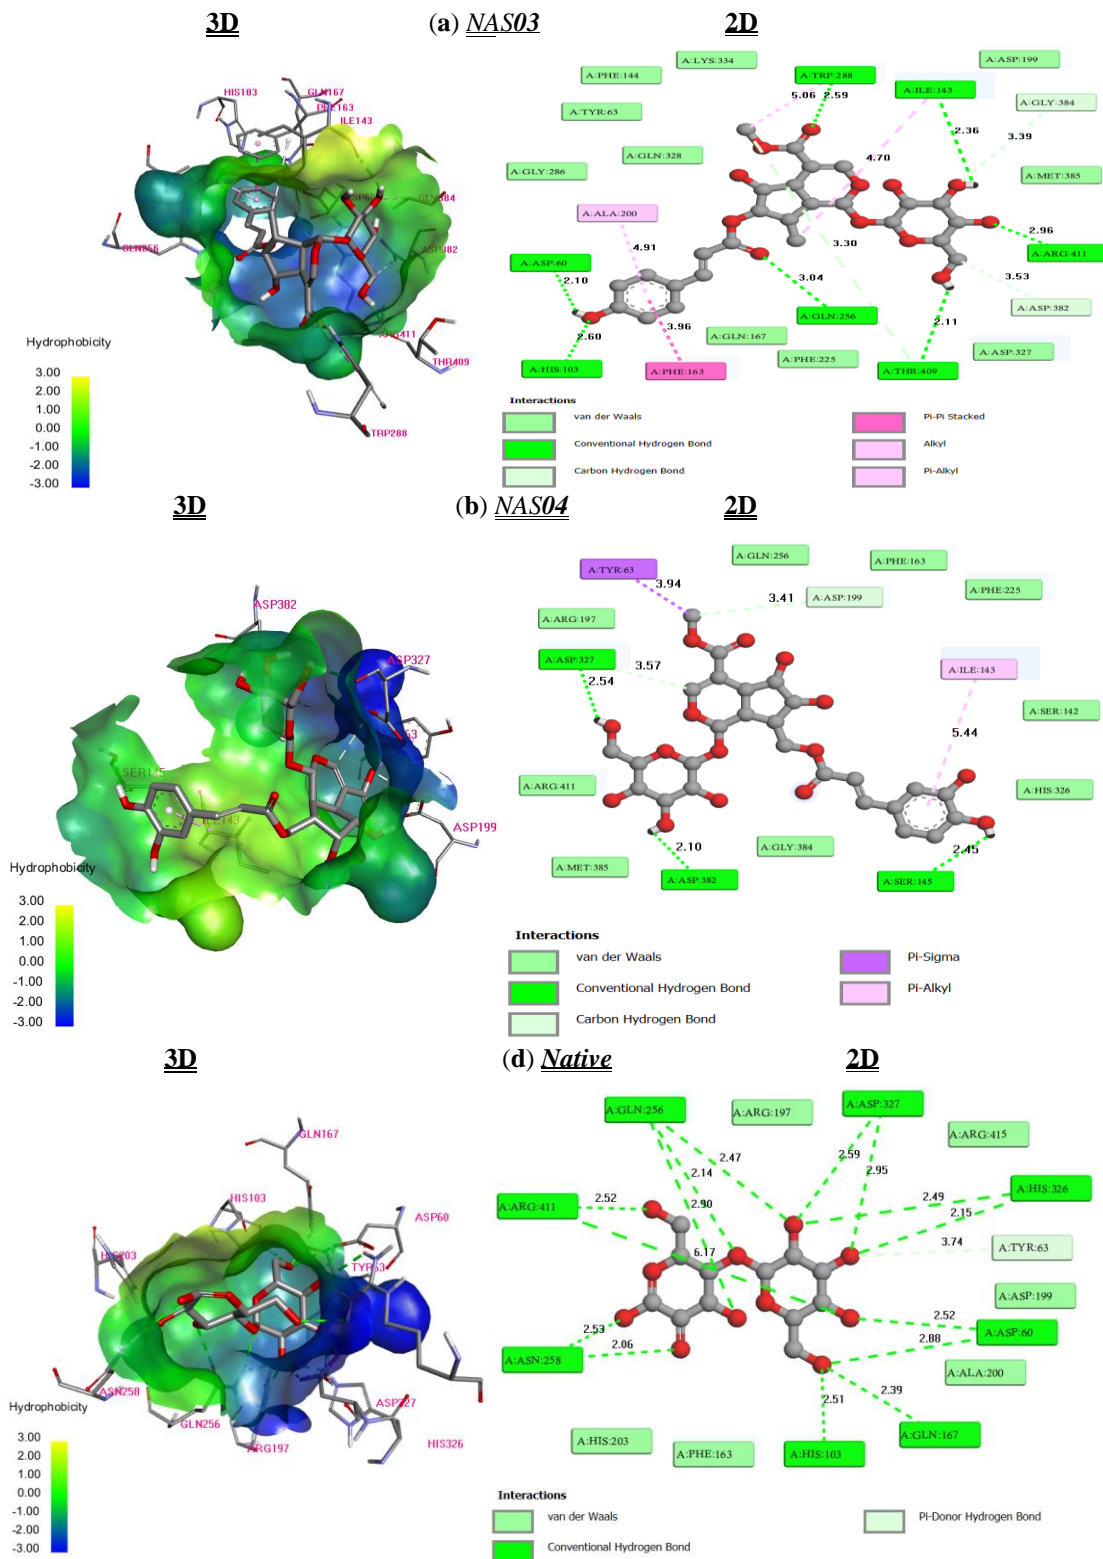 3D (a) NAS03 2D
HIS103
GLN167
PHE163
ILE143
GLY384
ASP382
GLN256
ARG411
THR409
TRP288
Hydrophobicity
3.00
2.00
1.00
0.00
-1.00
-2.00
-3.00
A:LYS:334
A:TRP:288
A:ASP:199
A:PHE:144
A:ILE:143
A:GLY:384
5.06
2.59
A:TYR:63
2.36
3.39
A:GLN:328
4.70
A:GLY:286
A:MET:385
A:ALA:200
2.96
3.30
A:ARG:411
4.91
A:ASP:60
3.53
2.10
3.04
A:ASP:382
A:GLN:256
2.11
3.96
2.60
A:GLN:167
A:ASP:327
A:PHE:225
A:HIS:103
A:PHE:163
A:THR:409
Interactions
van der Waals
Pi-Pi Stacked
Conventional Hydrogen Bond
Alkyl
Carbon Hydrogen Bond
Pi-Alkyl
3D (b) NAS04 2D
ASP382
ASP327
SER145
ASP199
Hydrophobicity
3.00
2.00
1.00
0.00
-1.00
-2.00
-3.00
A:GLN:256
A:PHE:163
A:TYR:63
3.94
A:PHE:225
3.41
A:ASP:199
A:ARG:197
A:ASP:327
3.57
A:ILE:143
2.54
A:SER:142
5.44
A:ARG:411
A:HIS:326
2.10
A:GLY:384
2.45
A:MET:385
A:ASP:382
A:SER:145
Interactions
van der Waals
Pi-Sigma
Conventional Hydrogen Bond
Pi-Alkyl
Carbon Hydrogen Bond
3D (d) Native 2D
GLN167
HIS103
ASP60
HIS203
TYR63
ASN258
GLN256
ASP327
ARG197
HIS326
Hydrophobicity
3.00
2.00
1.00
0.00
-1.00
-2.00
-3.00
A:GLN:256
A:ARG:197
A:ASP:327
A:ARG:415
2.47
2.59
2.14
2.95
A:HIS:326
2.52
2.90
2.49
A:ARG:411
2.15
3.74
A:TYR:63
6.17
A:ASP:199
2.52
A:ASP:60
2.53
2.06
2.88
A:ASN:258
A:ALA:200
2.39
2.51
A:HIS:203
A:PHE:163
A:HIS:103
A:GLN:167
Interactions
van der Waals
Pi-Donor Hydrogen Bond
Conventional Hydrogen Bond